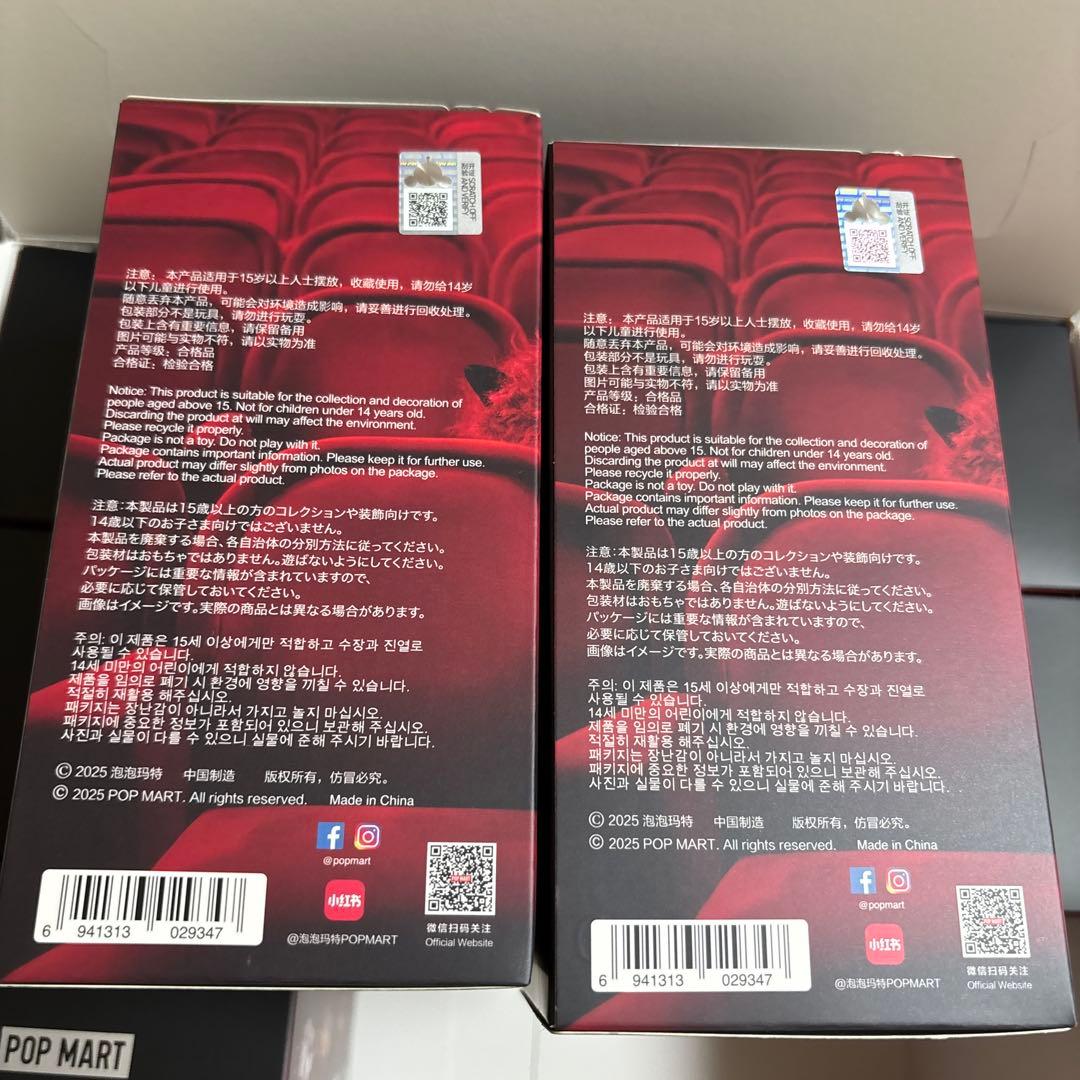 开证 SCRATCH-OFF
刮验 AND VERIFY
注意： 本产品适用于15岁以上人士摆放，收藏使用，请勿给14岁
以下儿童进行使用。
随意丢弃本产品，可能会对环境造成影响，请妥善进行回收处理。
包装部分不是玩具，请勿进行玩耍。
包装上含有重要信息，请保留备用
图片可能与实物不符，请以实物为准
产品等级：合格品
合格证：检验合格
Notice: This product is suitable for the collection and decoration of
people aged above 15. Not for children under 14 years old.
Discarding the product at will may affect the environment.
Please recycle it properly.
Package is not a toy. Do not play with it.
Package contains important information. Please keep it for further use.
Actual product may differ slightly from photos on the package.
Please refer to the actual product.
注意:本製品は15歳以上の方のコレクションや装飾向けです。
14歳以下のお子さま向けではございません。
本製品を廃棄する場合、各自治体の分別方法に従ってください。
包装材はおもちゃではありません。遊ばないようにしてください。
パッケージには重要な情報が含まれていますので、
必要に応じて保管しておいてください。
画像はイメージです。実際の商品とは異なる場合があります。
주의: 이 제품은 15세 이상에게만 적합하고 수장과 진열로
사용될 수 있습니다.
14세 미만의 어린이에게 적합하지 않습니다.
제품을 임의로 폐기 시 환경에 영향을 끼칠 수 있습니다.
적절히 재활용 해주십시오.
패키지는 장난감이 아니라서 가지고 놀지 마십시오.
패키지에 중요한 정보가 포함되어 있으니 보관해 주십시오.
사진과 실물이 다를 수 있으니 실물에 준해 주시기 바랍니다.
© 2025 泡泡玛特 中国制造 版权所有，仿冒必究。
© 2025 POP MART. All rights reserved. Made in China
@popmart
小红书
@泡泡玛特POPMART
POP MART
微信扫码关注
Official Website
6 941313 029347
开证 SCRATCH-OFF
刮验 AND VERIFY
注意： 本产品适用于15岁以上人士摆放，收藏使用，请勿给14岁
以下儿童进行使用。
随意丢弃本产品，可能会对环境造成影响，请妥善进行回收处理。
包装部分不是玩具，请勿进行玩耍。
包装上含有重要信息，请保留备用
图片可能与实物不符，请以实物为准
产品等级：合格品
合格证：检验合格
Notice: This product is suitable for the collection and decoration of
people aged above 15. Not for children under 14 years old.
Discarding the product at will may affect the environment.
Please recycle it properly.
Package is not a toy. Do not play with it.
Package contains important information. Please keep it for further use.
Actual product may differ slightly from photos on the package.
Please refer to the actual product.
注意:本製品は15歳以上の方のコレクションや装飾向けです。
14歳以下のお子さま向けではございません。
本製品を廃棄する場合、各自治体の分別方法に従ってください。
包装材はおもちゃではありません。遊ばないようにしてください。
パッケージには重要な情報が含まれていますので、
必要に応じて保管しておいてください。
画像はイメージです。実際の商品とは異なる場合があります。
주의: 이 제품은 15세 이상에게만 적합하고 수장과 진열로
사용될 수 있습니다.
14세 미만의 어린이에게 적합하지 않습니다.
제품을 임의로 폐기 시 환경에 영향을 끼칠 수 있습니다.
적절히 재활용 해주십시오.
패키지는 장난감이 아니라서 가지고 놀지 마십시오.
패키지에 중요한 정보가 포함되어 있으니 보관해 주십시오.
사진과 실물이 다를 수 있으니 실물에 준해 주시기 바랍니다.
© 2025 泡泡玛特 中国制造 版权所有，仿冒必究。
© 2025 POP MART. All rights reserved. Made in China
@popmart
小红书
@泡泡玛特POPMART
POP MART
微信扫码关注
Official Website
6 941313 029347
POP MART